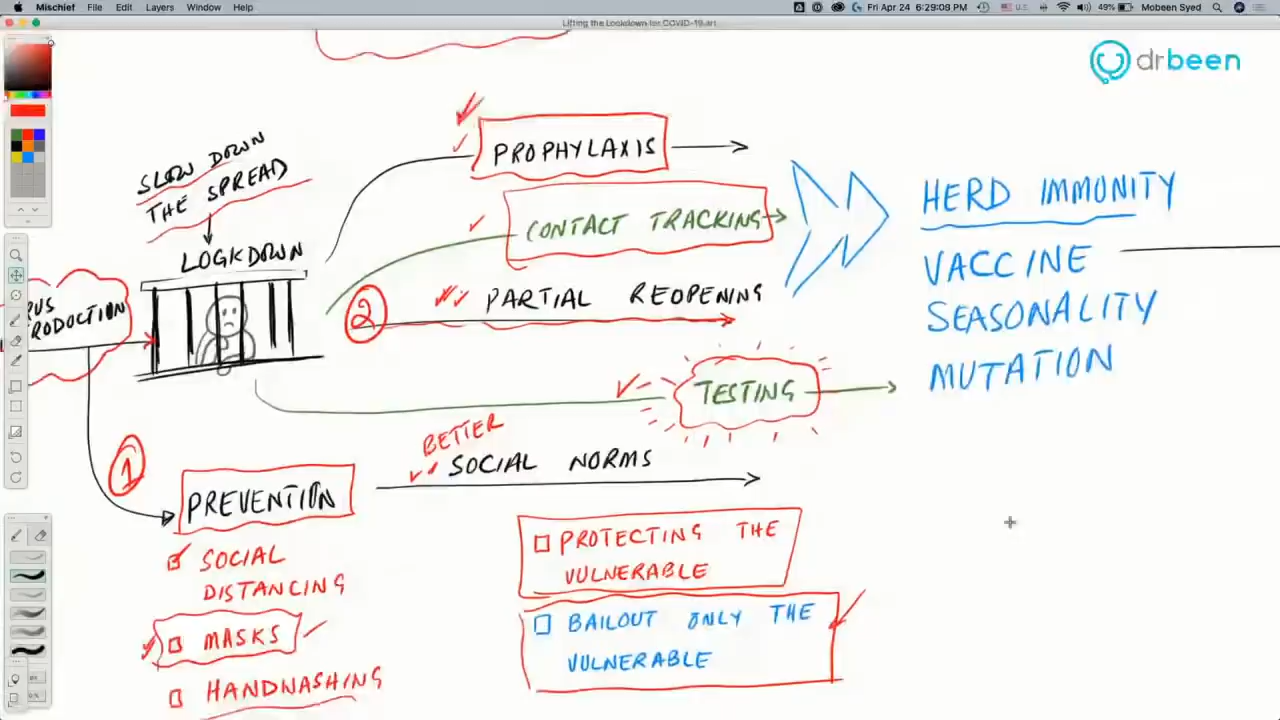 Mischief File Edit Layers Window Help
U.S. 49% Fri Apr 24 6:29:08 PM Mobeen Syed
Lifting the Lockdown for COVID-19.art
drbeen
SLOW DOWN
THE SPREAD
LOCKDOWN
PROPHYLAXIS
CONTACT TRACKING
2 PARTIAL REOPENING
TESTING
HERD IMMUNITY
VACCINE
SEASONALITY
MUTATION
1
PREVENTION
BETTER
SOCIAL NORMS
SOCIAL
DISTANCING
MASKS
HANDWASHING
PROTECTING THE
VULNERABLE
BAILOUT ONLY THE
VULNERABLE